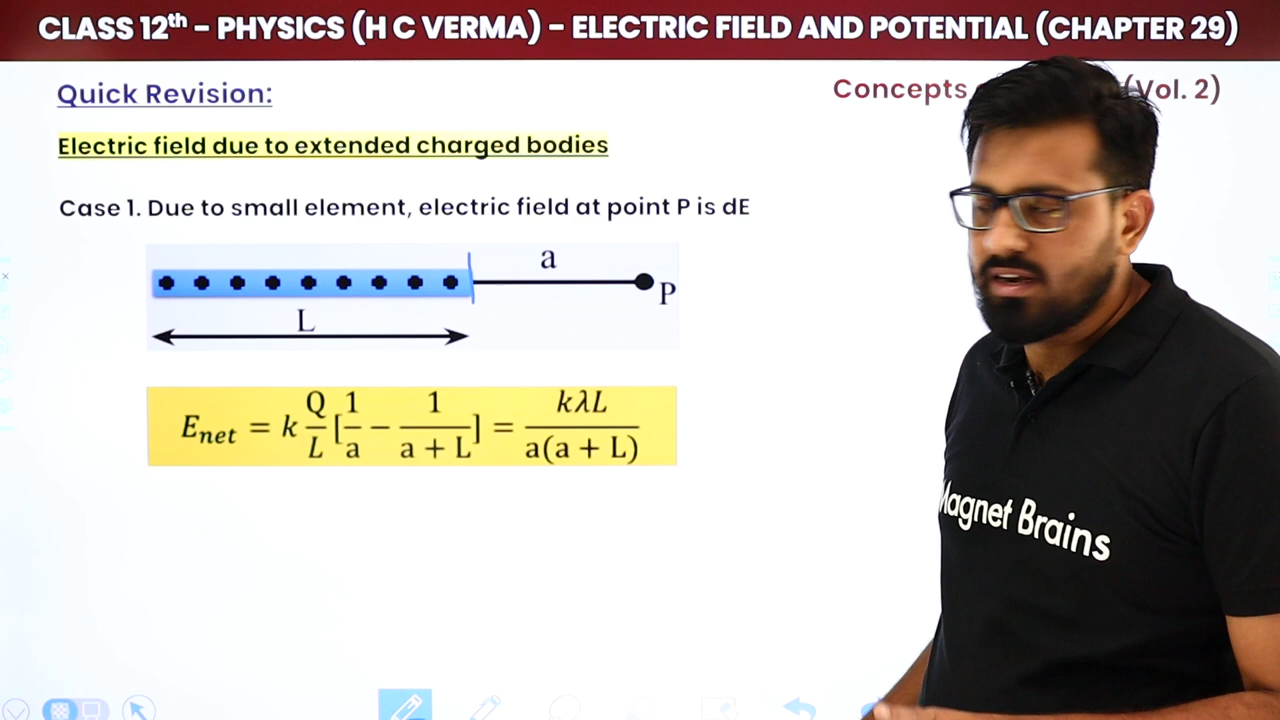 CLASS 12th – PHYSICS (H C VERMA) – ELECTRIC FIELD AND POTENTIAL (CHAPTER 29)
Quick Revision:
Concepts (Vol. 2)
Electric field due to extended charged bodies
Case 1. Due to small element, electric field at point P is dE
a
P
L
E_net = k Q/L [1/a − 1/(a + L)] = kλL / a(a + L)
Magnet Brains